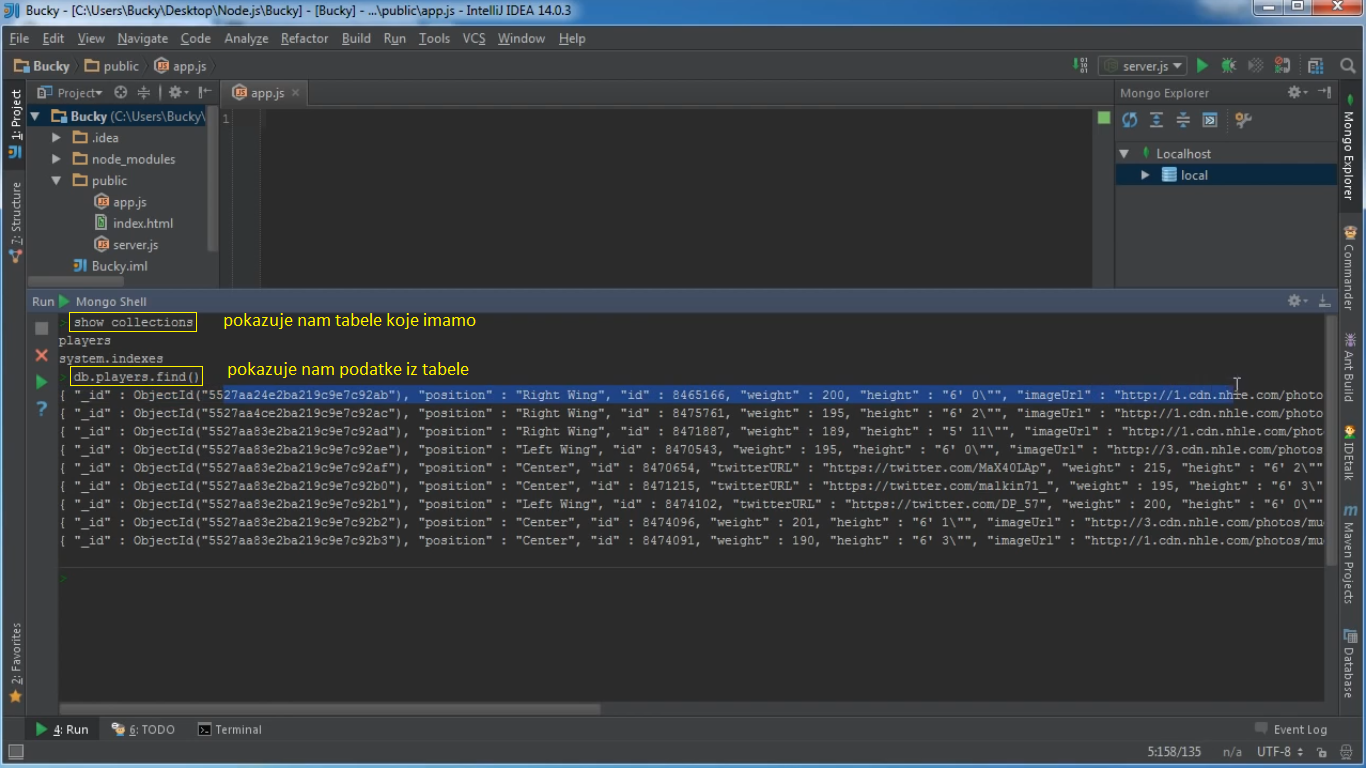 Bucky - [C:\Users\Bucky\Desktop\Node.js\Bucky] - [Bucky] - ...\public\app.js - IntelliJ IDEA 14.0.3
File Edit View Navigate Code Analyze Refactor Build Run Tools VCS Window Help
Bucky public app.js server.js
1: Project
7: Structure
2: Favorites
Project
Bucky (C:\Users\Bucky\
.idea
node_modules
public
app.js
index.html
server.js
Bucky.iml
app.js
1
Mongo Explorer
Localhost
local
Mongo Explorer
Commander
Ant Build
IDEtalk
Maven Projects
Database
Run Mongo Shell
> show collections pokazuje nam tabele koje imamo
players
system.indexes
> db.players.find() pokazuje nam podatke iz tabele
{ "_id" : ObjectId("5527aa24e2ba219c9e7c92ab"), "position" : "Right Wing", "id" : 8465166, "weight" : 200, "height" : "6' 0\"", "imageUrl" : "http://1.cdn.nhle.com/photo
{ "_id" : ObjectId("5527aa4ce2ba219c9e7c92ac"), "position" : "Right Wing", "id" : 8475761, "weight" : 195, "height" : "6' 2\"", "imageUrl" : "http://1.cdn.nhle.com/photo
{ "_id" : ObjectId("5527aa83e2ba219c9e7c92ad"), "position" : "Right Wing", "id" : 8471887, "weight" : 189, "height" : "5' 11\"", "imageUrl" : "http://1.cdn.nhle.com/phot
{ "_id" : ObjectId("5527aa83e2ba219c9e7c92ae"), "position" : "Left Wing", "id" : 8470543, "weight" : 195, "height" : "6' 0\"", "imageUrl" : "http://3.cdn.nhle.com/photos
{ "_id" : ObjectId("5527aa83e2ba219c9e7c92af"), "position" : "Center", "id" : 8470654, "twitterURL" : "https://twitter.com/MaX40LAp", "weight" : 215, "height" : "6' 2\""
{ "_id" : ObjectId("5527aa83e2ba219c9e7c92b0"), "position" : "Center", "id" : 8471215, "twitterURL" : "https://twitter.com/malkin71_", "weight" : 195, "height" : "6' 3\"
{ "_id" : ObjectId("5527aa83e2ba219c9e7c92b1"), "position" : "Left Wing", "id" : 8474102, "twitterURL" : "https://twitter.com/DP_57", "weight" : 200, "height" : "6' 0\""
{ "_id" : ObjectId("5527aa83e2ba219c9e7c92b2"), "position" : "Center", "id" : 8474096, "weight" : 201, "height" : "6' 1\"", "imageUrl" : "http://3.cdn.nhle.com/photos/mu
{ "_id" : ObjectId("5527aa83e2ba219c9e7c92b3"), "position" : "Center", "id" : 8474091, "weight" : 190, "height" : "6' 3\"", "imageUrl" : "http://1.cdn.nhle.com/photos/mu
>
4: Run 6: TODO Terminal Event Log
5:158/135 n/a UTF-8